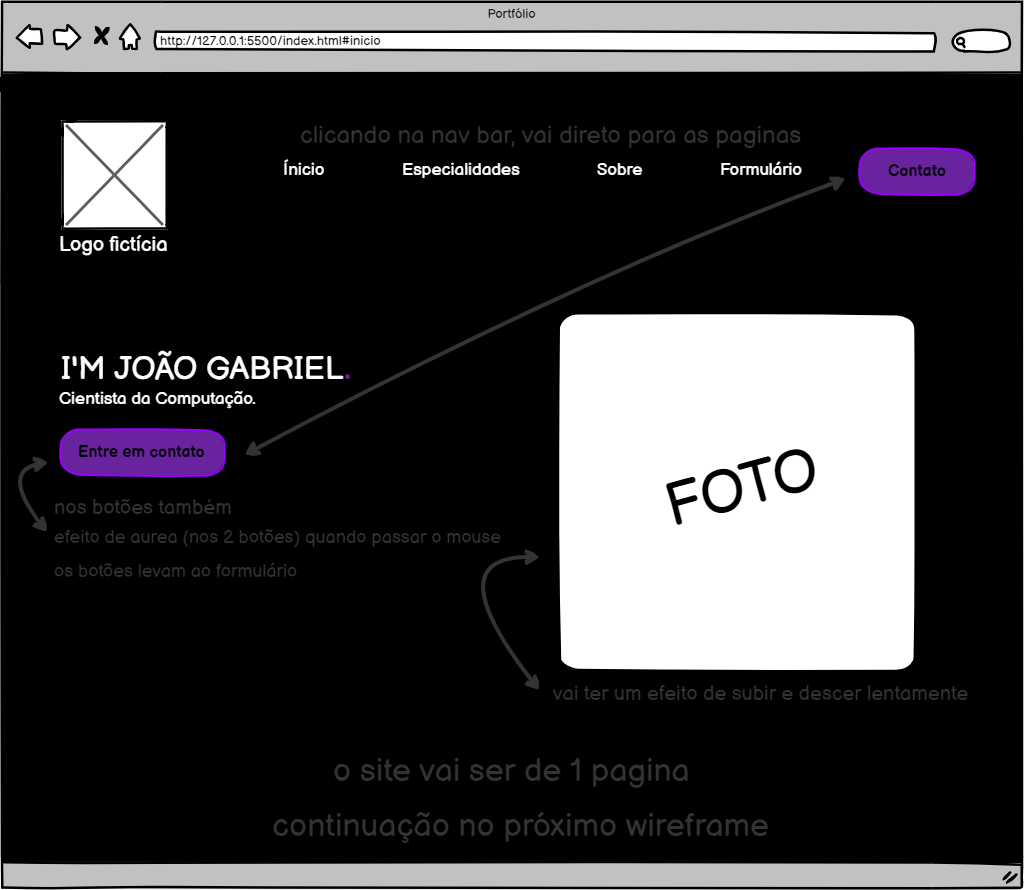 Portfólio
http://127.0.0.1:5500/index.html#inicio
clicando na nav bar, vai direto para as paginas
Ínicio
Especialidades
Sobre
Formulário
Contato
Logo fictícia
I'M JOÃO GABRIEL.
Cientista da Computação.
Entre em contato
FOTO
nos botões também
efeito de aurea (nos 2 botões) quando passar o mouse
os botões levam ao formulário
vai ter um efeito de subir e descer lentamente
o site vai ser de 1 pagina
continuação no próximo wireframe